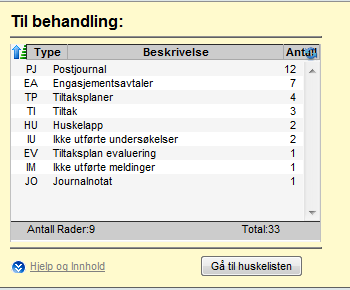 Til behandling:
Type Beskrivelse Antall
PJ Postjournal 12
EA Engasjementsavtaler 7
TP Tiltaksplaner 4
TI Tiltak 3
HU Huskelapp 2
IU Ikke utførte undersøkelser 2
EV Tiltaksplan evaluering 1
IM Ikke utførte meldinger 1
JO Journalnotat 1
Antall Rader:9 Total:33
Hjelp og Innhold Gå til huskelisten